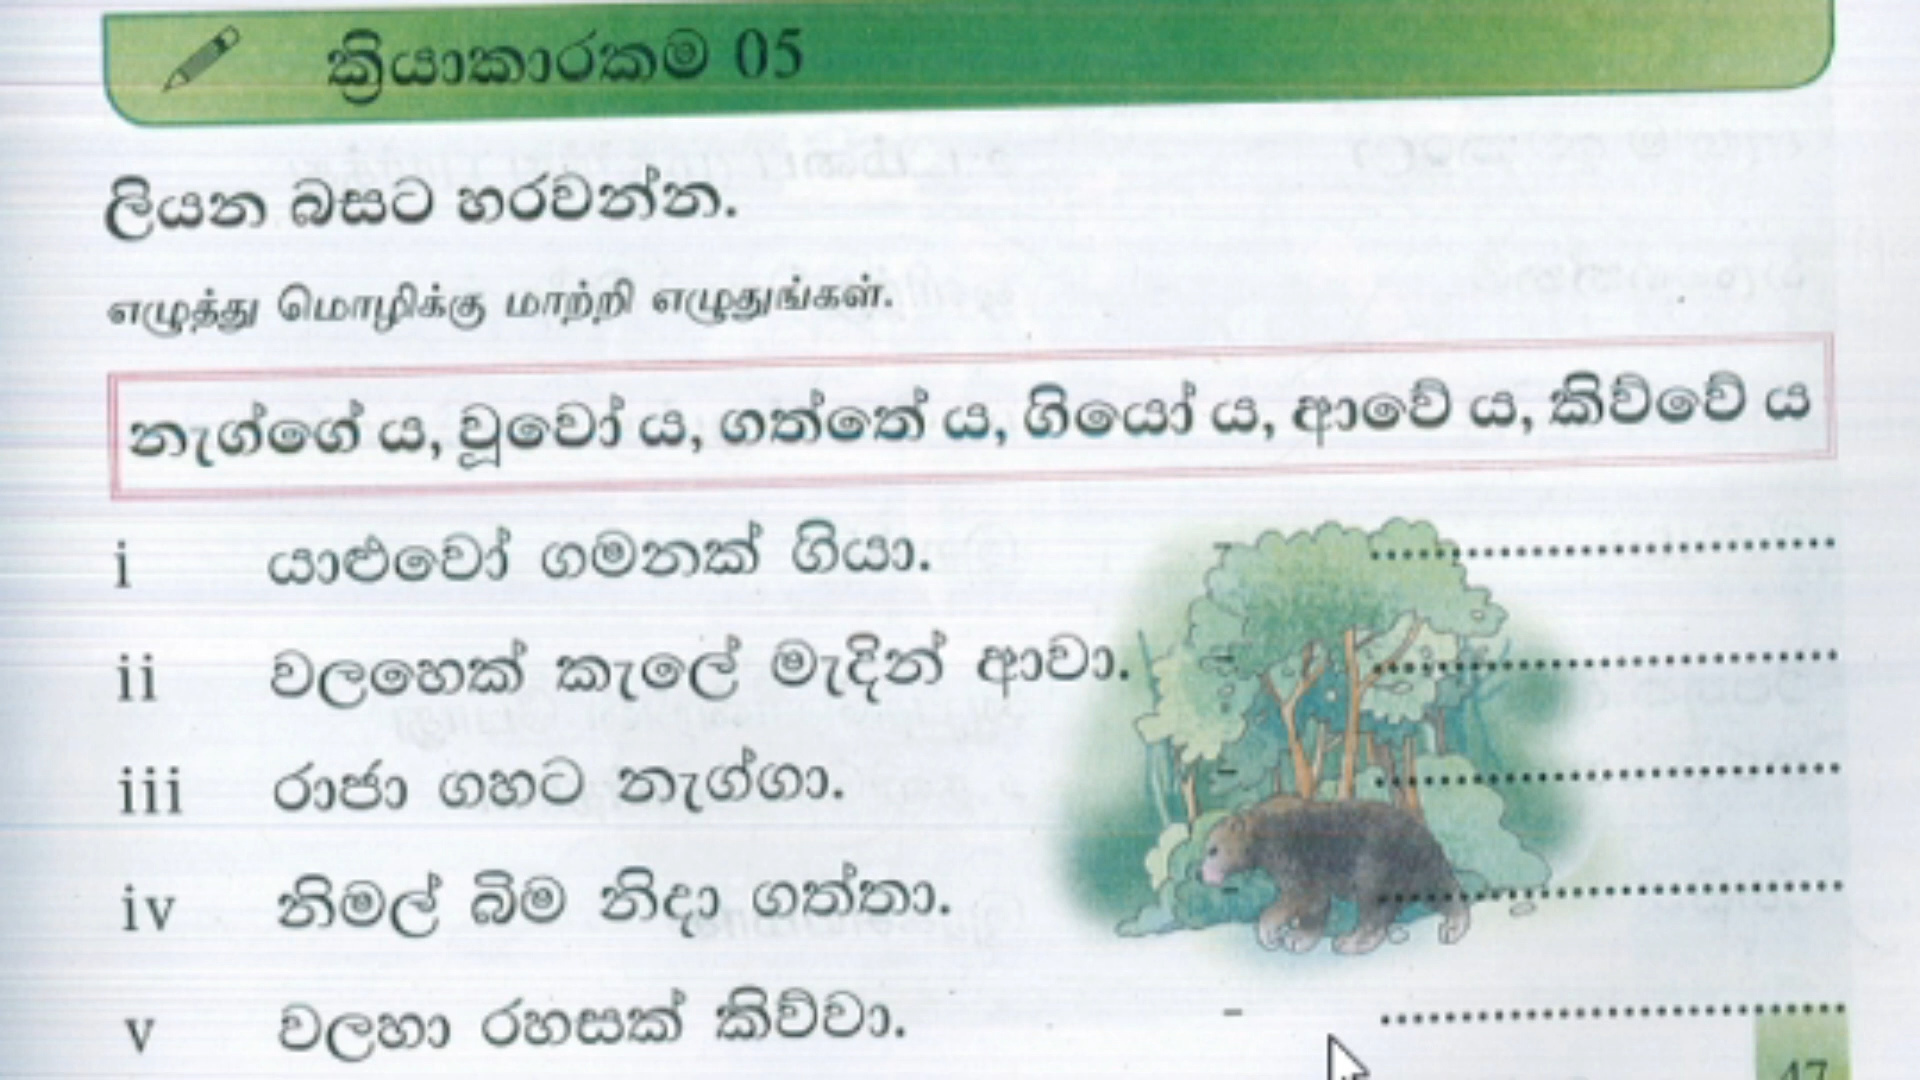 ක්‍රියාකාරකම 05
ලියන බසට හරවන්න.
எழுத்து மொழிக்கு மாற்றி எழுதுங்கள்.
නැග්ගේ ය, වූවෝ ය, ගත්තේ ය, ගියෝ ය, ආවේ ය, කිව්වේ ය
i යාළුවෝ ගමනක් ගියා. - ....................
ii වලහෙක් කැලේ මැදින් ආවා. - ....................
iii රාජා ගහට නැග්ගා. - ....................
iv නිමල් බිම නිදා ගත්තා. - ....................
v වලහා රහසක් කිව්වා. - ....................
47